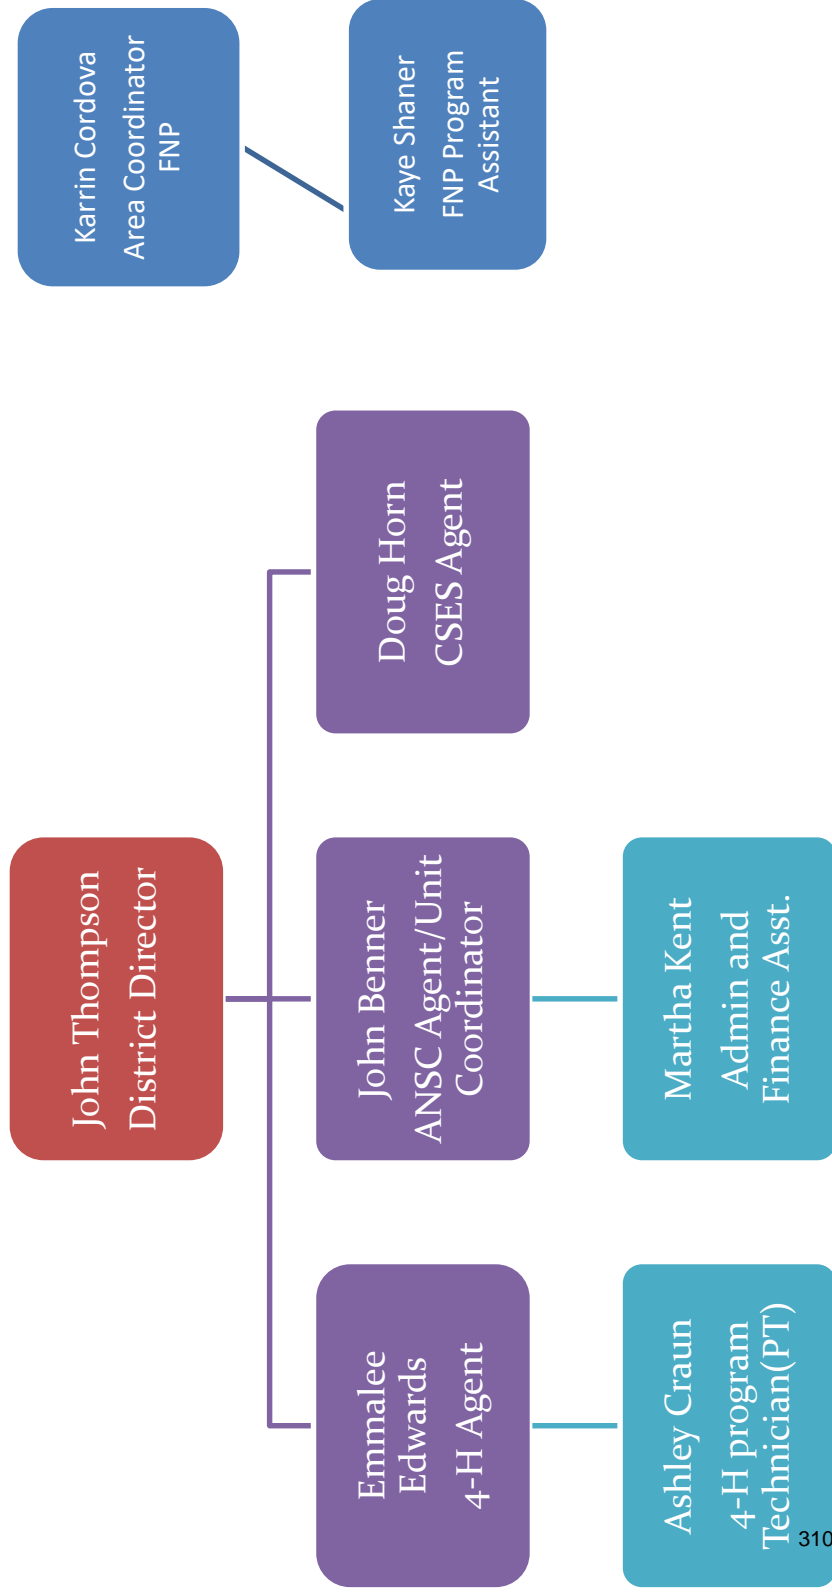 John Thompson
District Director
Emmalee
Edwards
4-H Agent
John Benner
ANSC Agent/Unit
Coordinator
Doug Horn
CSES Agent
Ashley Craun
4-H program
Technician(PT)
Martha Kent
Admin and
Finance Asst.
Karrin Cordova
Area Coordinator
FNP
Kaye Shaner
FNP Program
Assistant
310